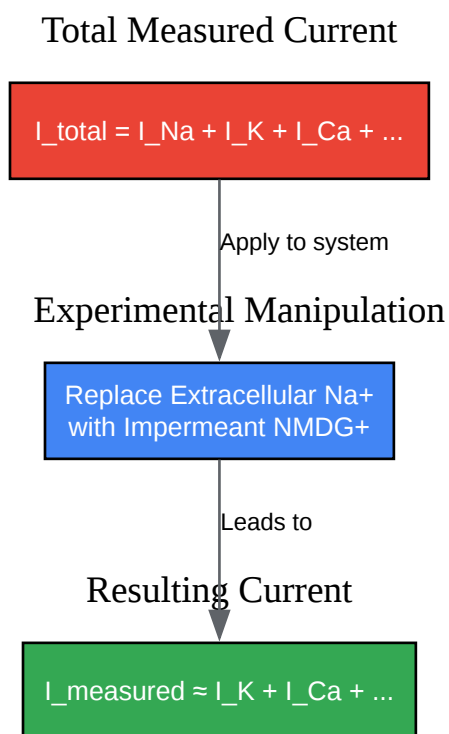 Total Measured Current
I_total = I_Na + I_K + I_Ca + ...
Apply to system
Experimental Manipulation
Replace Extracellular Na+
with Impermeant NMDG+
Leads to
Resulting Current
I_measured ≈ I_K + I_Ca + ...